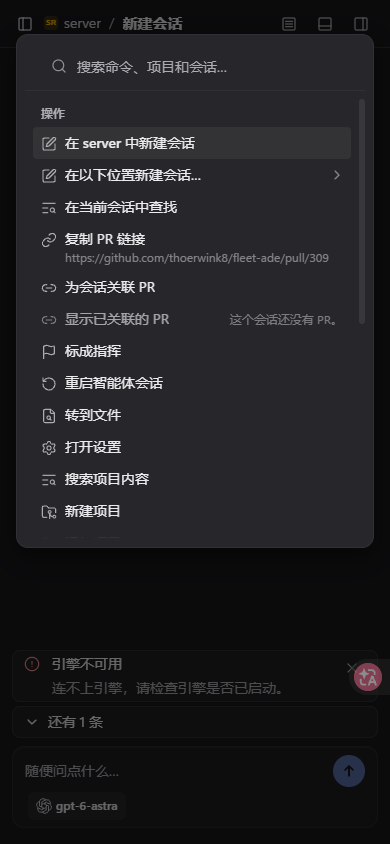 SR server / 新建会话
搜索命令、项目和会话...
操作
在 server 中新建会话
在以下位置新建会话...
在当前会话中查找
复制 PR 链接
https://github.com/thoerwink8/fleet-ade/pull/309
为会话关联 PR
显示已关联的 PR 这个会话还没有 PR。
标成指挥
重启智能体会话
转到文件
打开设置
搜索项目内容
新建项目
引擎不可用
连不上引擎，请检查引擎是否已启动。
还有 1 条
随便问点什么...
gpt-6-astra